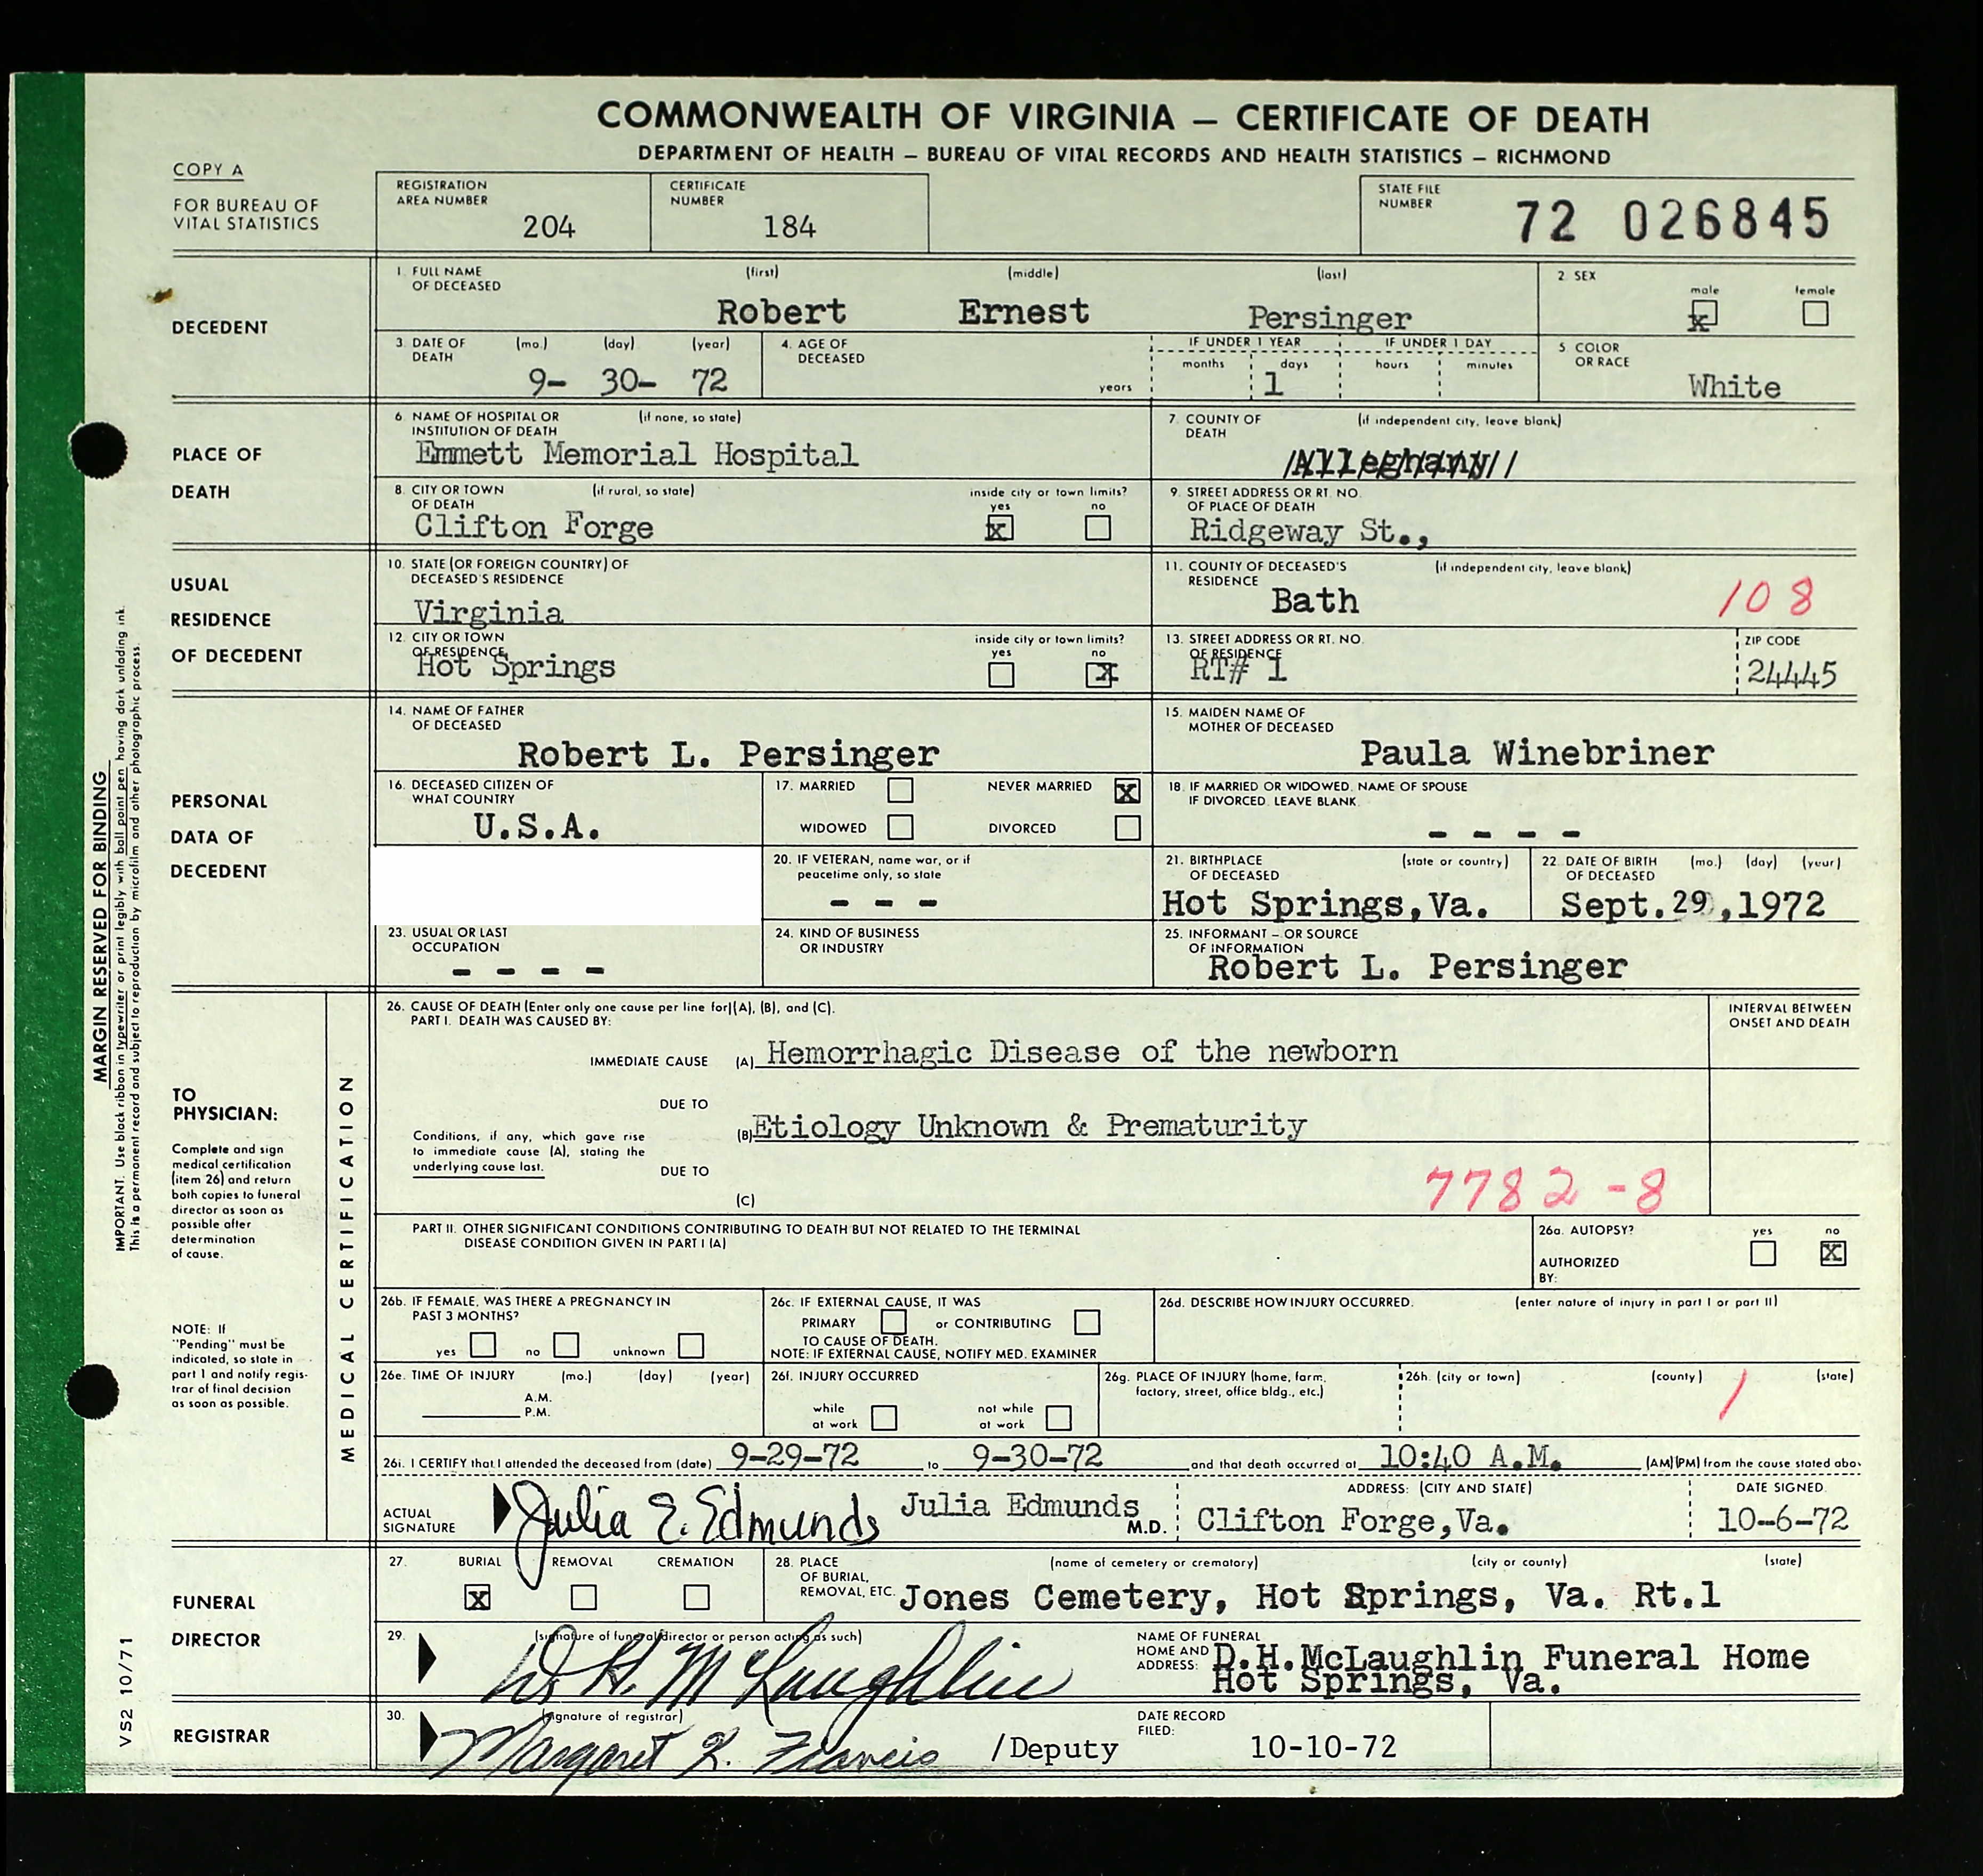 COMMONWEALTH OF VIRGINIA — CERTIFICATE OF DEATH
DEPARTMENT OF HEALTH — BUREAU OF VITAL RECORDS AND HEALTH STATISTICS — RICHMOND
COPY A
FOR BUREAU OF
VITAL STATISTICS
REGISTRATION
AREA NUMBER
204
CERTIFICATE
NUMBER
184
STATE FILE
NUMBER
72 026845
DECEDENT
1. FULL NAME
OF DECEASED
(first) (middle) (last)
Robert Ernest Persinger
2. SEX
male female
x
3. DATE OF
DEATH
(mo.) (day) (year)
9- 30- 72
4. AGE OF
DECEASED
years
IF UNDER 1 YEAR
months days
1
IF UNDER 1 DAY
hours minutes
5. COLOR
OR RACE
White
PLACE OF
DEATH
6. NAME OF HOSPITAL OR (if none, so state)
INSTITUTION OF DEATH
Emmett Memorial Hospital
7. COUNTY OF (if independent city, leave blank)
DEATH
Alleghany
8. CITY OR TOWN (if rural, so state)
OF DEATH
Clifton Forge
inside city or town limits?
yes no
x
9. STREET ADDRESS OR RT. NO.
OF PLACE OF DEATH
Ridgeway St.,
USUAL
RESIDENCE
OF DECEDENT
10. STATE (OR FOREIGN COUNTRY) OF
DECEASED'S RESIDENCE
Virginia
11. COUNTY OF DECEASED'S (if independent city, leave blank)
RESIDENCE
Bath
108
12. CITY OR TOWN
OF RESIDENCE
Hot Springs
inside city or town limits?
yes no
x
13. STREET ADDRESS OR RT. NO.
OF RESIDENCE
RT# 1
ZIP CODE
24445
PERSONAL
DATA OF
DECEDENT
14. NAME OF FATHER
OF DECEASED
Robert L. Persinger
15. MAIDEN NAME OF
MOTHER OF DECEASED
Paula Winebriner
16. DECEASED CITIZEN OF
WHAT COUNTRY
U.S.A.
17. MARRIED NEVER MARRIED X
WIDOWED DIVORCED
18. IF MARRIED OR WIDOWED, NAME OF SPOUSE
IF DIVORCED, LEAVE BLANK.
- - - -
20. IF VETERAN, name war, or if
peacetime only, so state
- - -
21. BIRTHPLACE (state or country)
OF DECEASED
Hot Springs,Va.
22. DATE OF BIRTH (mo.) (day) (year)
OF DECEASED
Sept.29,1972
23. USUAL OR LAST
OCCUPATION
- - - -
24. KIND OF BUSINESS
OR INDUSTRY
25. INFORMANT – OR SOURCE
OF INFORMATION
Robert L. Persinger
MARGIN RESERVED FOR BINDING
IMPORTANT. Use black ribbon in typewriter or print legibly with ball point pen having dark unfading ink.
This is a permanent record and subject to reproduction by microfilm and other photographic process.
TO
PHYSICIAN:
Complete and sign
medical certification
(item 26) and return
both copies to funeral
director as soon as
possible after
determination
of cause.
NOTE: If
"Pending" must be
indicated, so state in
part I and notify regis-
trar of final decision
as soon as possible.
MEDICAL CERTIFICATION
26. CAUSE OF DEATH (Enter only one cause per line for (A), (B), and (C).
PART I. DEATH WAS CAUSED BY:
INTERVAL BETWEEN
ONSET AND DEATH
IMMEDIATE CAUSE (A) Hemorrhagic Disease of the newborn
DUE TO
Conditions, if any, which gave rise
to immediate cause (A), stating the
underlying cause last.
(B) Etiology Unknown & Prematurity
DUE TO
(C)
7782-8
PART II. OTHER SIGNIFICANT CONDITIONS CONTRIBUTING TO DEATH BUT NOT RELATED TO THE TERMINAL
DISEASE CONDITION GIVEN IN PART I (A)
26a. AUTOPSY? yes no
X
AUTHORIZED
BY:
26b. IF FEMALE, WAS THERE A PREGNANCY IN
PAST 3 MONTHS?
yes no unknown
26c. IF EXTERNAL CAUSE, IT WAS
PRIMARY or CONTRIBUTING
TO CAUSE OF DEATH.
NOTE: IF EXTERNAL CAUSE, NOTIFY MED. EXAMINER
26d. DESCRIBE HOW INJURY OCCURRED. (enter nature of injury in part I or part II)
26e. TIME OF INJURY (mo.) (day) (year)
A.M.
P.M.
26f. INJURY OCCURRED
while not while
at work at work
26g. PLACE OF INJURY (home, farm,
factory, street, office bldg., etc.)
26h. (city or town) (county) (state)
/
26i. I CERTIFY that I attended the deceased from (date) 9-29-72 to 9-30-72 and that death occurred at 10:40 A.M. (AM)(PM) from the cause stated abov
ACTUAL
SIGNATURE
Julia E. Edmunds Julia Edmunds M.D.
ADDRESS: (CITY AND STATE)
Clifton Forge,Va.
DATE SIGNED.
10-6-72
FUNERAL
DIRECTOR
27. BURIAL REMOVAL CREMATION
X
28. PLACE (name of cemetery or crematory) (city or county) (state)
OF BURIAL,
REMOVAL, ETC.
Jones Cemetery, Hot Springs, Va. Rt.1
29. (signature of funeral director or person acting as such)
D. H. McLaughlin
NAME OF FUNERAL
HOME AND
ADDRESS:
D.H.McLaughlin Funeral Home
Hot Springs, Va.
REGISTRAR
30. (signature of registrar)
Margaret K. Francis /Deputy
DATE RECORD
FILED:
10-10-72
VS2 10/71